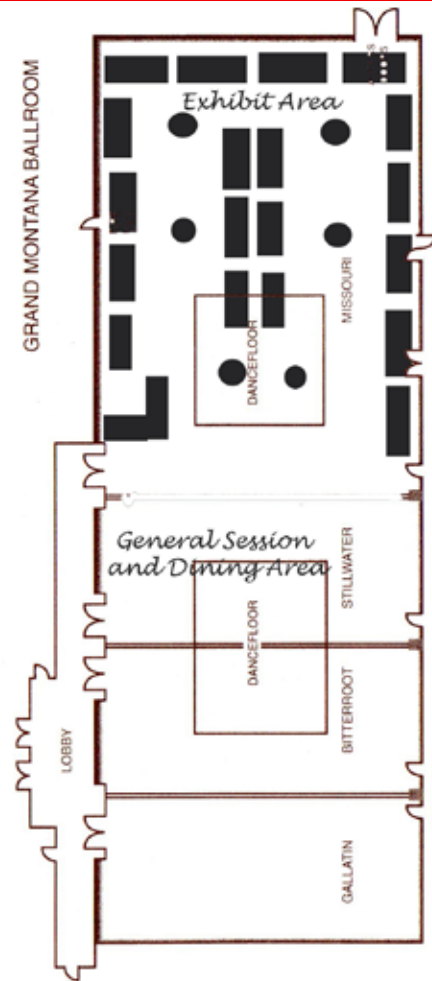 GRAND MONTANA BALLROOM
Exhibit Area
MISSOURI
DANCEFLOOR
General Session
and Dining Area
STILLWATER
DANCEFLOOR
BITTERROOT
LOBBY
GALLATIN